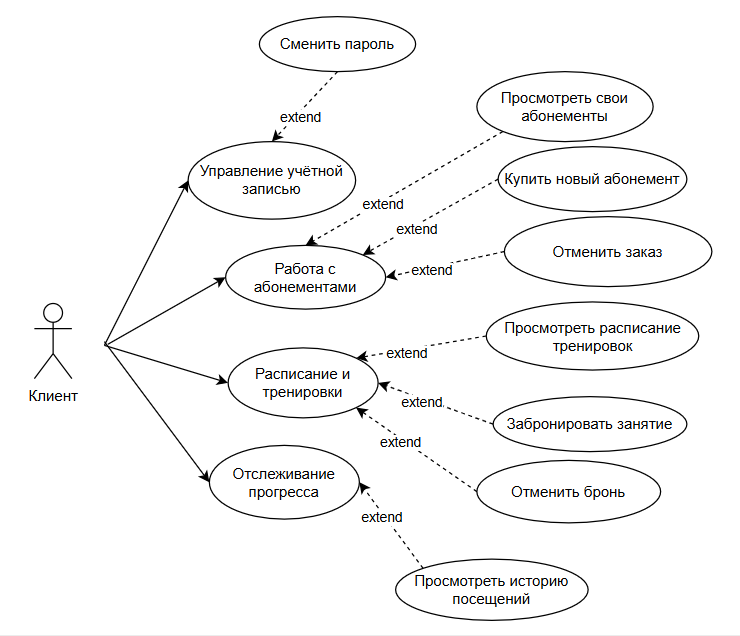 Сменить пароль
extend
Просмотреть свои
абонементы
Управление учётной
записью
Купить новый абонемент
extend
extend
Отменить заказ
Работа с
абонементами
extend
Просмотреть расписание
тренировок
extend
Клиент
Расписание и
тренировки
extend
Забронировать занятие
extend
Отслеживание
прогресса
Отменить бронь
extend
Просмотреть историю
посещений